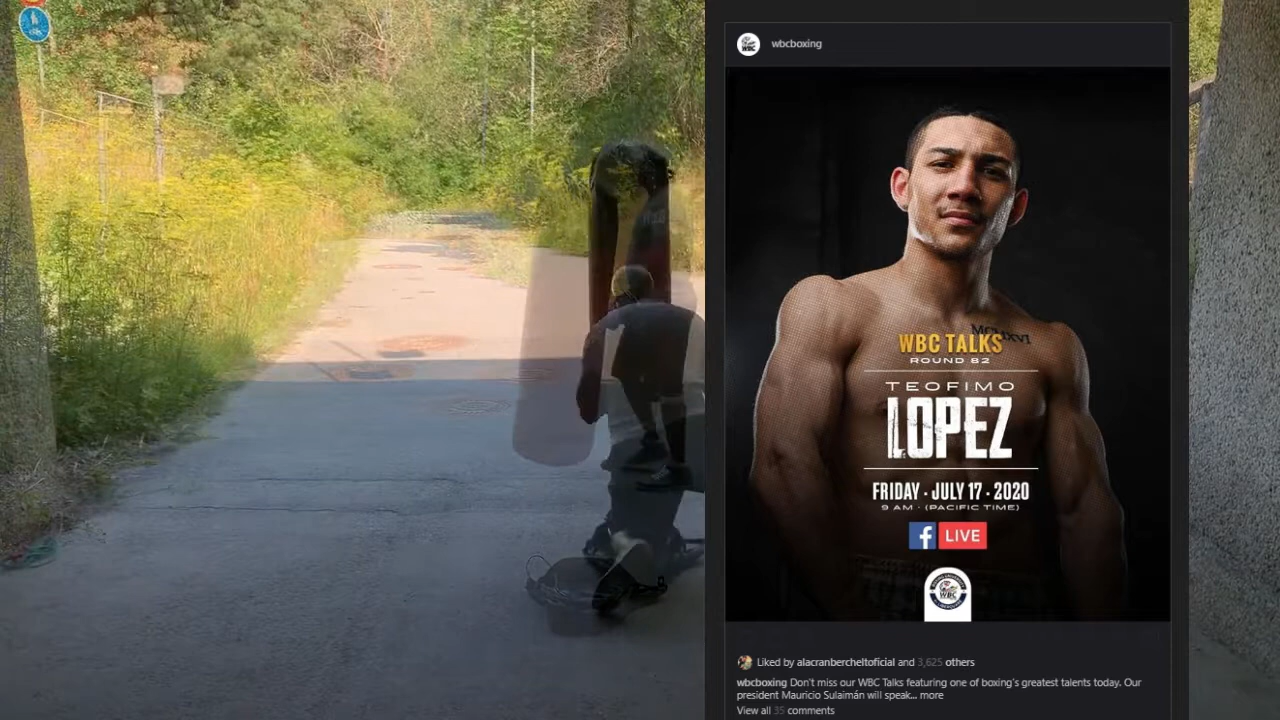 wbcboxing
MCMXVI
WBC TALKS
ROUND 82
TEOFIMO
LOPEZ
FRIDAY · JULY 17 · 2020
9 AM · (PACIFIC TIME)
f LIVE
WBC
Liked by alacranbercheltoficial and 3,625 others
wbcboxing Don't miss our WBC Talks featuring one of boxing's greatest talents today. Our
president Mauricio Sulaimán will speak... more
View all 35 comments